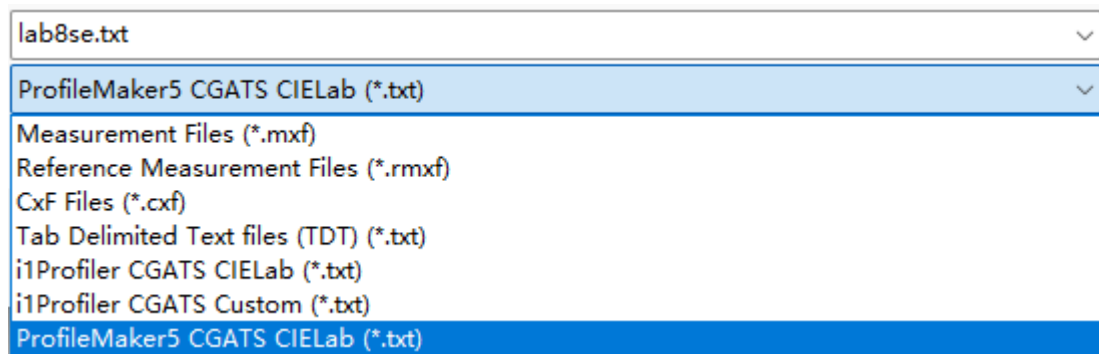 lab8se.txt
ProfileMaker5 CGATS CIELab (*.txt)
Measurement Files (*.mxf)
Reference Measurement Files (*.rmxf)
CxF Files (*.cxf)
Tab Delimited Text files (TDT) (*.txt)
i1Profiler CGATS CIELab (*.txt)
i1Profiler CGATS Custom (*.txt)
ProfileMaker5 CGATS CIELab (*.txt)